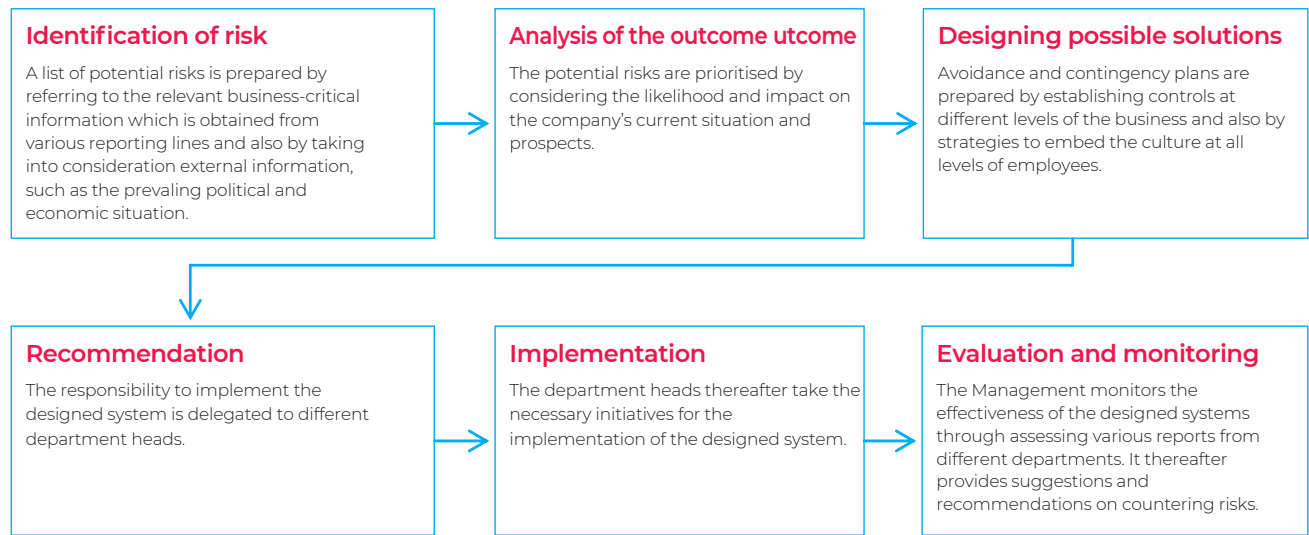 Identification of risk
A list of potential risks is prepared by
referring to the relevant business-critical
information which is obtained from
various reporting lines and also by taking
into consideration external information,
such as the prevaling political and
economic situation.
Analysis of the outcome utcome
The potential risks are prioritised by
considering the likelihood and impact on
the company's current situation and
prospects.
Designing possible solutions
Avoidance and contingency plans are
prepared by establishing controls at
different levels of the business and also by
strategies to embed the culture at all
levels of employees.
Recommendation
The responsibility to implement the
designed system is delegated to different
department heads.
Implementation
The department heads thereafter take the
necessary initiatives for the
implementation of the designed system.
Evaluation and monitoring
The Management monitors the
effectiveness of the designed systems
through assessing various reports from
different departments. It thereafter
provides suggestions and
recommendations on countering risks.